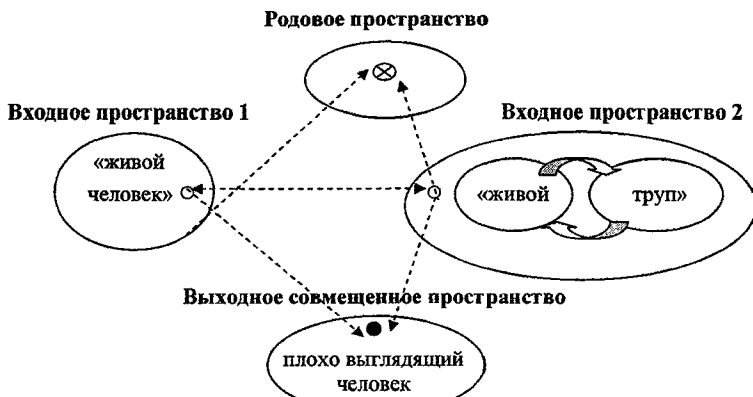 Родовое пространство
Входное пространство 1
Входное пространство 2
«живой
человек»
«живой
труп»
Выходное совмещенное пространство
плохо выглядящий
человек